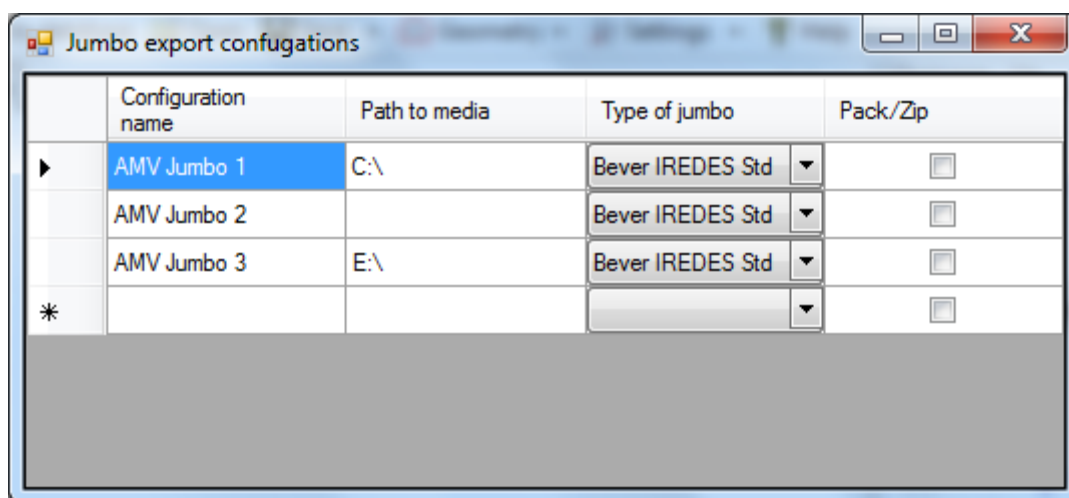 Jumbo export confugations
Configuration
name
Path to media
Type of jumbo
Pack/Zip
AMV Jumbo 1
C:\
Bever IREDES Std
AMV Jumbo 2
Bever IREDES Std
AMV Jumbo 3
E:\
Bever IREDES Std